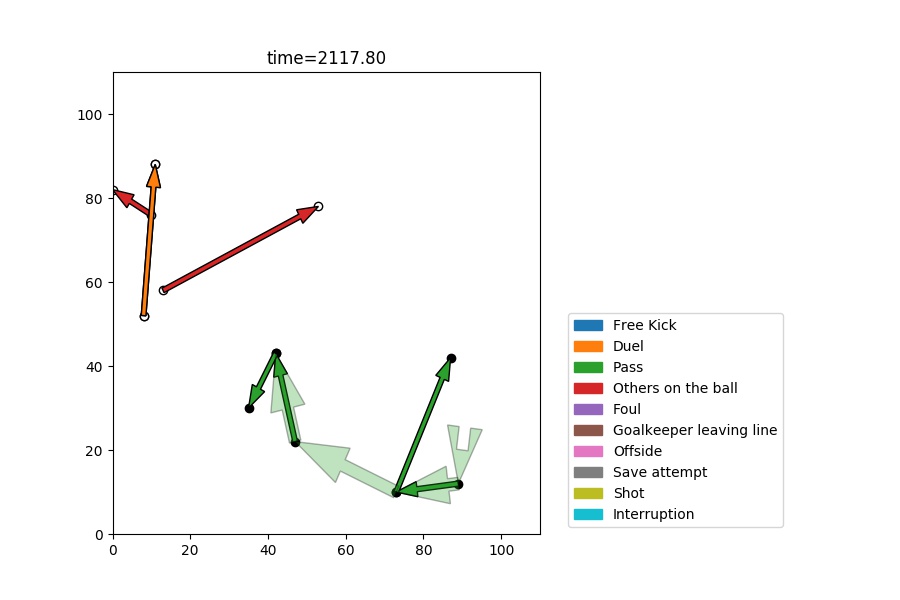 time=2117.80
100
80
60
40
20
0
0 20 40 60 80 100
Free Kick
Duel
Pass
Others on the ball
Foul
Goalkeeper leaving line
Offside
Save attempt
Shot
Interruption